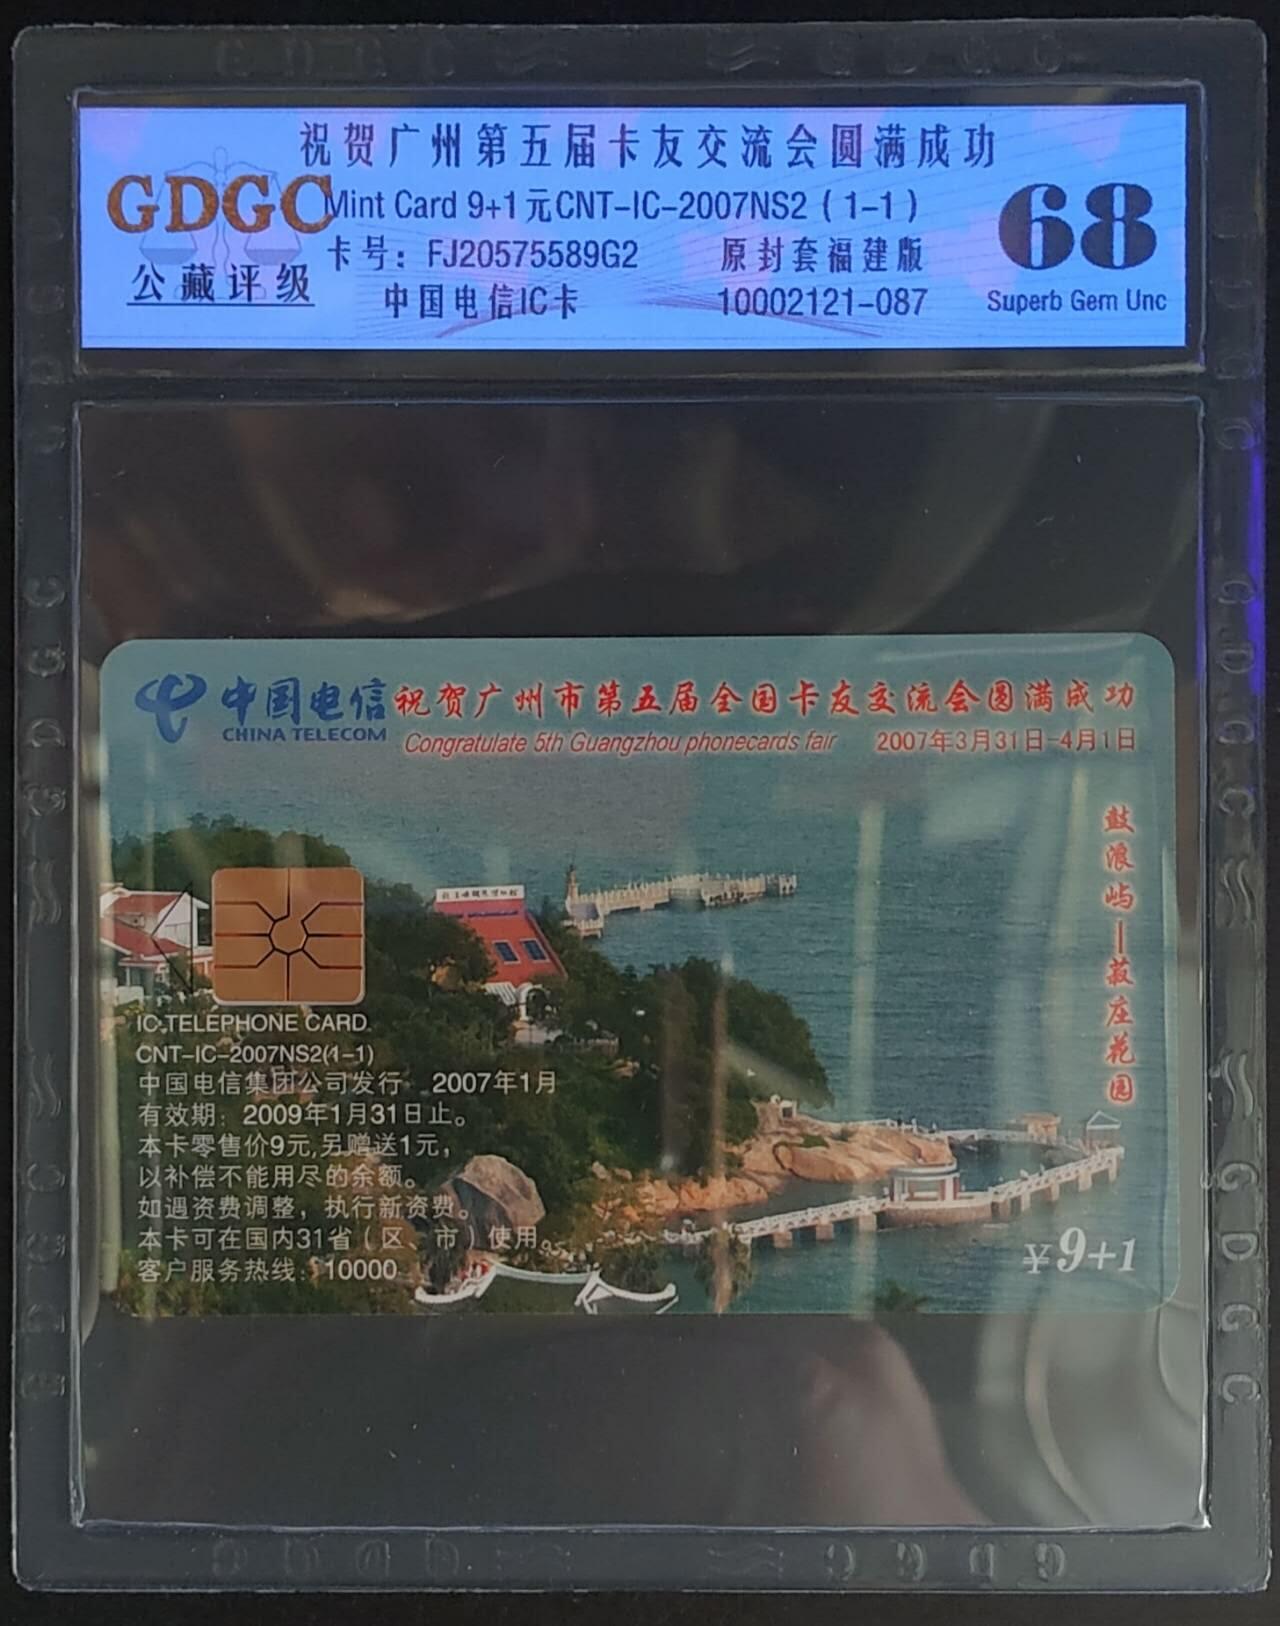 祝贺广州第五届卡友交流会圆满成功
GDGC
Mint Card 9+1元CNT-IC-2007NS2（1-1）
68
卡号：FJ20575589G2 原封套福建版
公藏评级
中国电信IC卡 10002121-087 Superb Gem Unc
中国电信 祝贺广州市第五届全国卡友交流会圆满成功
CHINA TELECOM Congratulate 5th Guangzhou phonecards fair 2007年3月31日-4月1日
鼓浪屿—菽庄花园
IC TELEPHONE CARD
CNT-IC-2007NS2(1-1)
中国电信集团公司发行 2007年1月
有效期：2009年1月31日止。
本卡零售价9元,另赠送1元,
以补偿不能用尽的余额。
如遇资费调整，执行新资费。
本卡可在国内31省（区、市）使用。
客户服务热线：10000
¥9+1